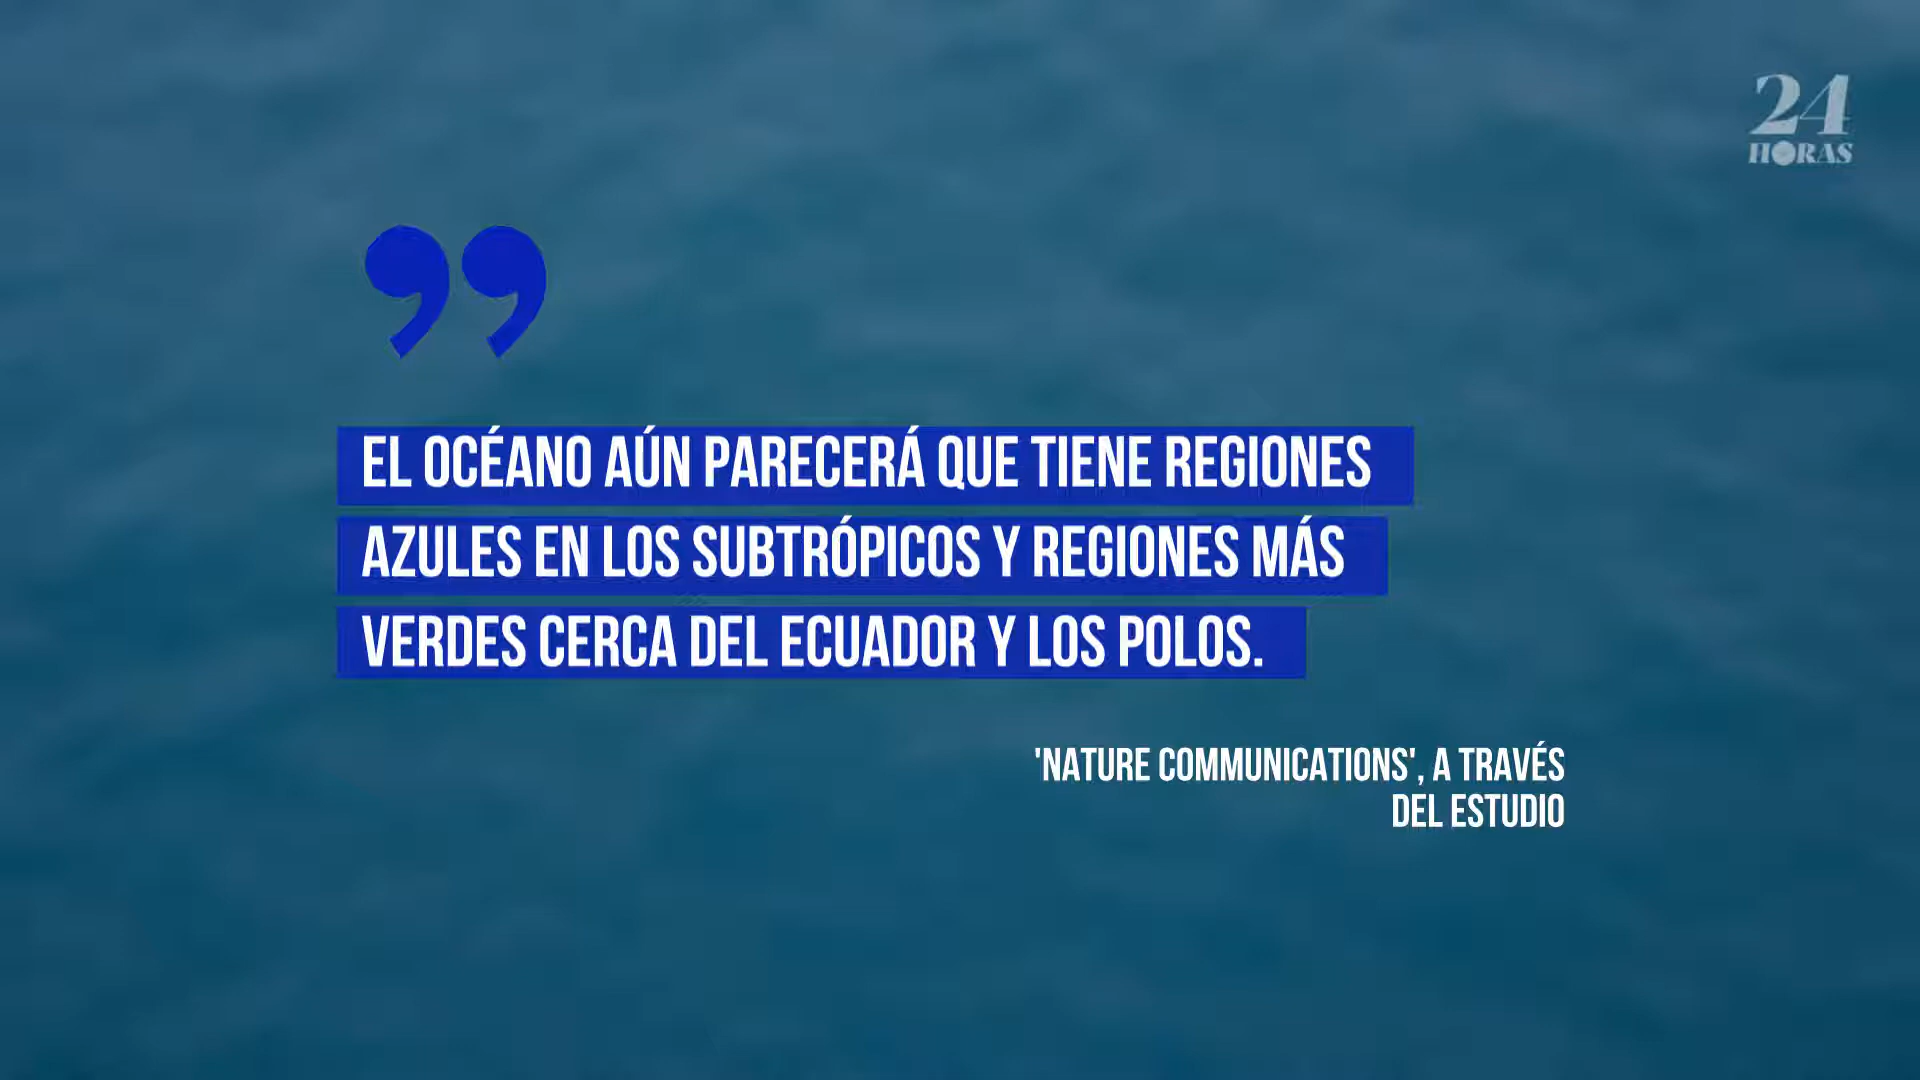 24
HORAS
EL OCÉANO AÚN PARECERÁ QUE TIENE REGIONES
AZULES EN LOS SUBTRÓPICOS Y REGIONES MÁS
VERDES CERCA DEL ECUADOR Y LOS POLOS.
'NATURE COMMUNICATIONS', A TRAVÉS
DEL ESTUDIO